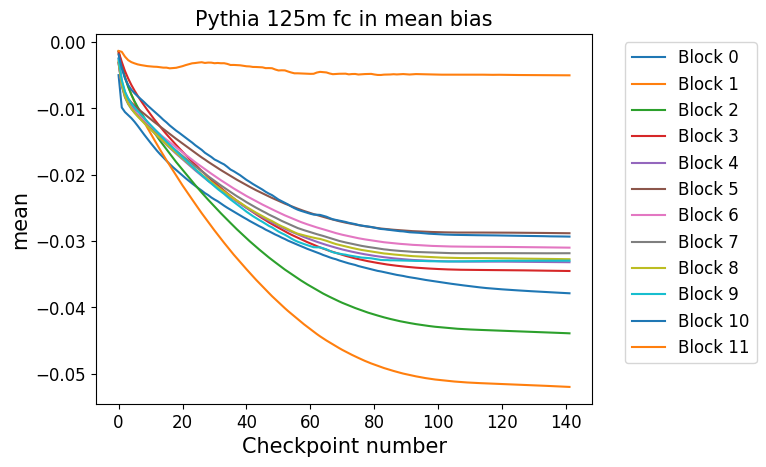 Pythia 125m fc in mean bias
0.00
−0.01
−0.02
−0.03
−0.04
−0.05
mean
0 20 40 60 80 100 120 140
Checkpoint number
Block 0
Block 1
Block 2
Block 3
Block 4
Block 5
Block 6
Block 7
Block 8
Block 9
Block 10
Block 11